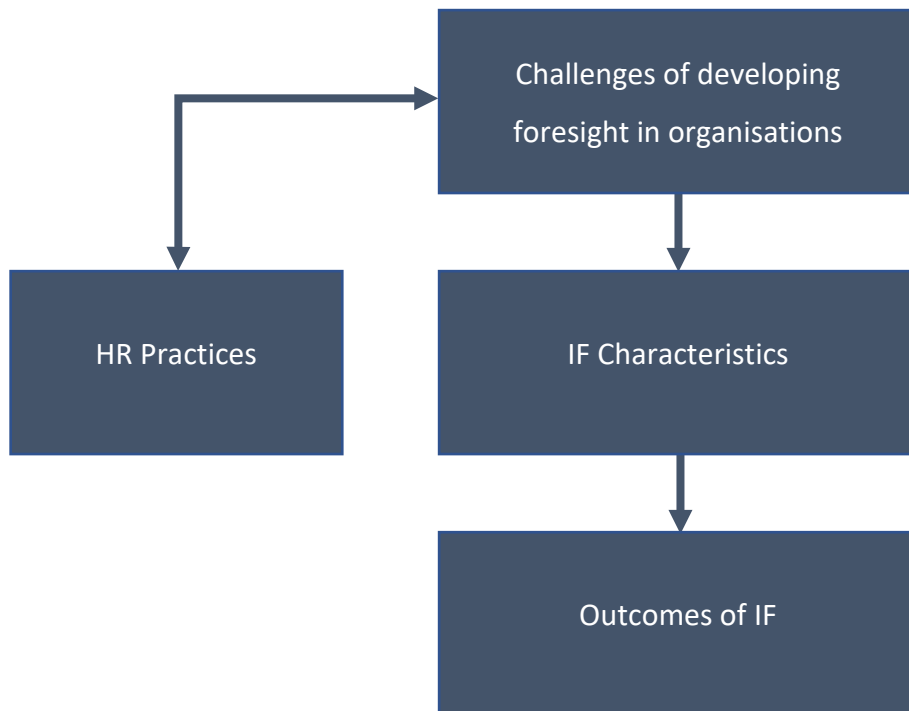 Challenges of developing
foresight in organisations
HR Practices
IF Characteristics
Outcomes of IF